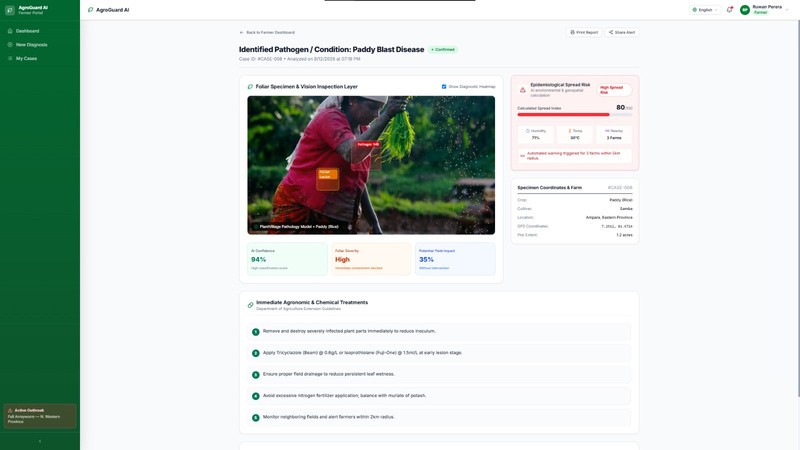 AgroGuard AI
Farmer Portal
Dashboard
New Diagnosis
My Cases
Active Outbreak
Fall Armyworm — N. Western
Province
AgroGuard AI
English
RP
Rowan Perera
Farmer
← Back to Farmer Dashboard
Print Report
Share Alert
Identified Pathogen / Condition: Paddy Blast Disease
Confirmed
Case ID: #CASE-008 • Analyzed on 8/12/2026 at 07:18 PM
Foliar Specimen & Vision Inspection Layer
Show Diagnostic Heatmap
PlantVillage Pathology Model • Paddy (Rice)
AI Confidence
94%
High classification score
Foliar Severity
High
Immediate containment advised
Potential Yield Impact
35%
Without intervention
Epidemiological Spread Risk
AI environmental & geospatial
calculation
High Spread
Risk
Calculated Spread Index
80/100
Humidity
71%
Temp
30°C
Nearby
3 Farms
Automated warning triggered for 3 farms within 5km
radius.
Specimen Coordinates & Farm
#CASE-008
Crop:
Paddy (Rice)
Cultivar:
Samba
Location:
Ampara, Eastern Province
GPS Coordinates:
Plot Extent:
1.2 acres
Immediate Agronomic & Chemical Treatments
Department of Agriculture Extension Guidelines
1
Remove and destroy severely infected plant parts immediately to reduce inoculum.
2
Apply Tricyclazole (Beam) @ 0.6g/L or Isoprothiolane (Fuji-One) @ 1.5ml/L at early lesion stage.
3
Ensure proper field drainage to reduce persistent leaf wetness.
4
Avoid excessive nitrogen fertilizer application; balance with muriate of potash.
5
Monitor neighboring fields and alert farmers within 2km radius.